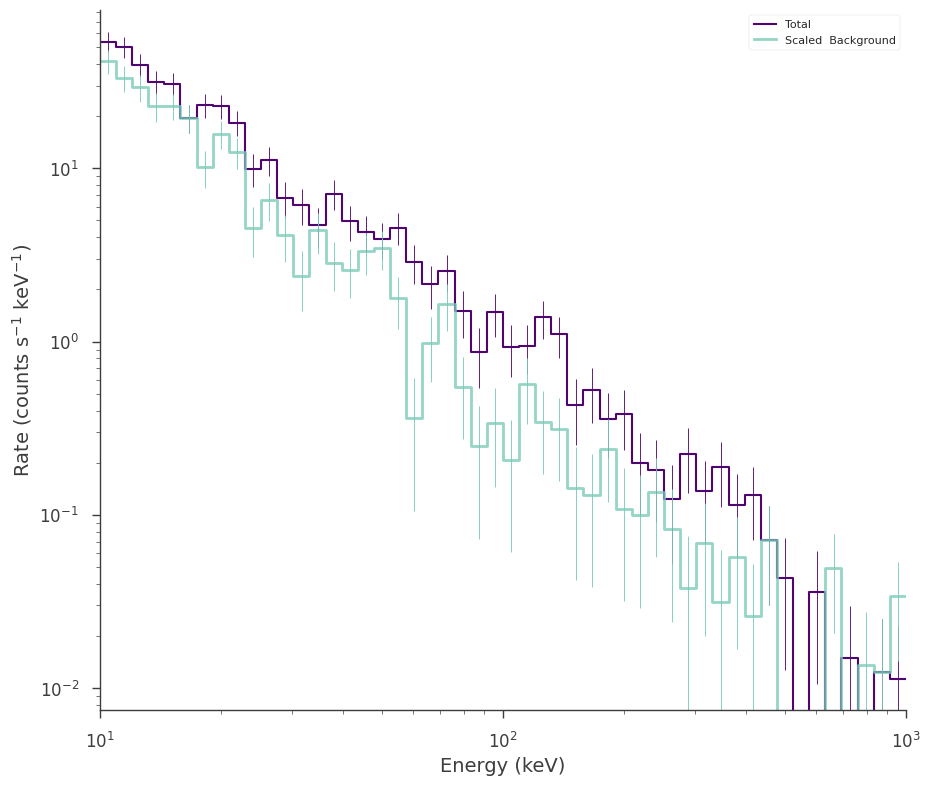 Total
Scaled  Background
10¹
10⁰
10⁻¹
10⁻²
Rate (counts s⁻¹ keV⁻¹)
10¹
10²
10³
Energy (keV)